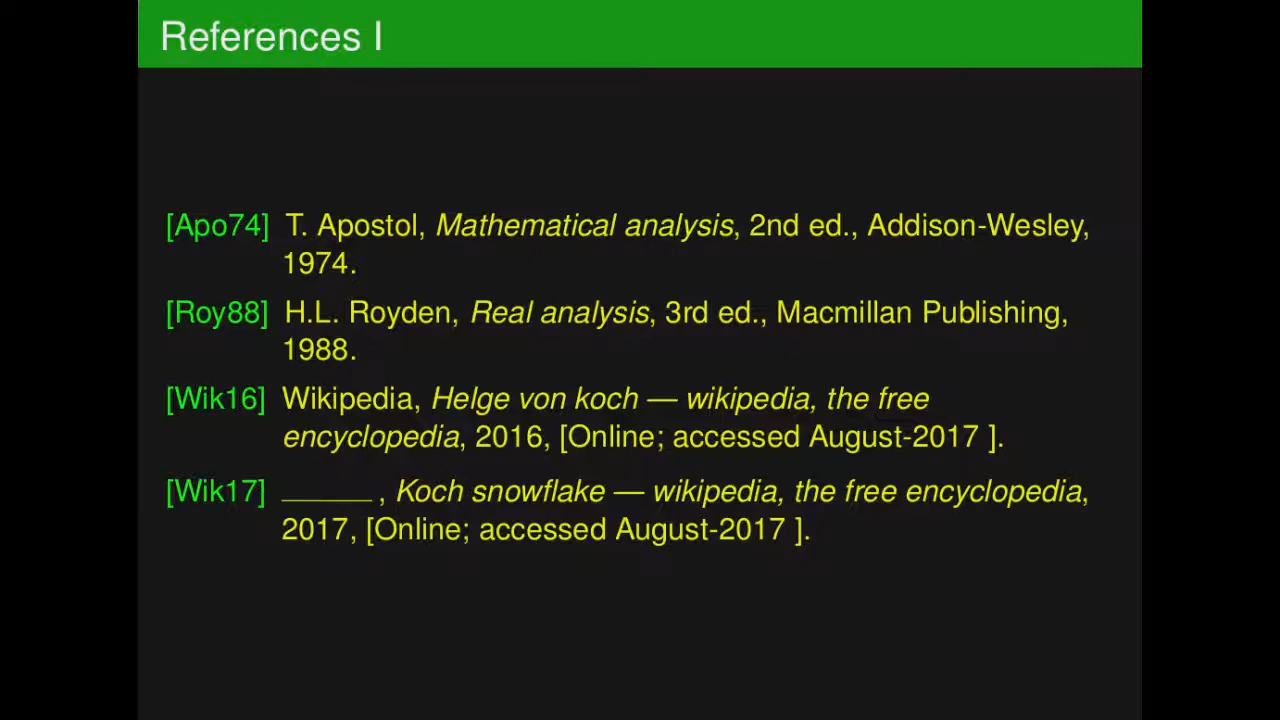 References I
[Apo74] T. Apostol, Mathematical analysis, 2nd ed., Addison-Wesley,
1974.
[Roy88] H.L. Royden, Real analysis, 3rd ed., Macmillan Publishing,
1988.
[Wik16] Wikipedia, Helge von koch — wikipedia, the free
encyclopedia, 2016, [Online; accessed August-2017 ].
[Wik17] ______ , Koch snowflake — wikipedia, the free encyclopedia,
2017, [Online; accessed August-2017 ].